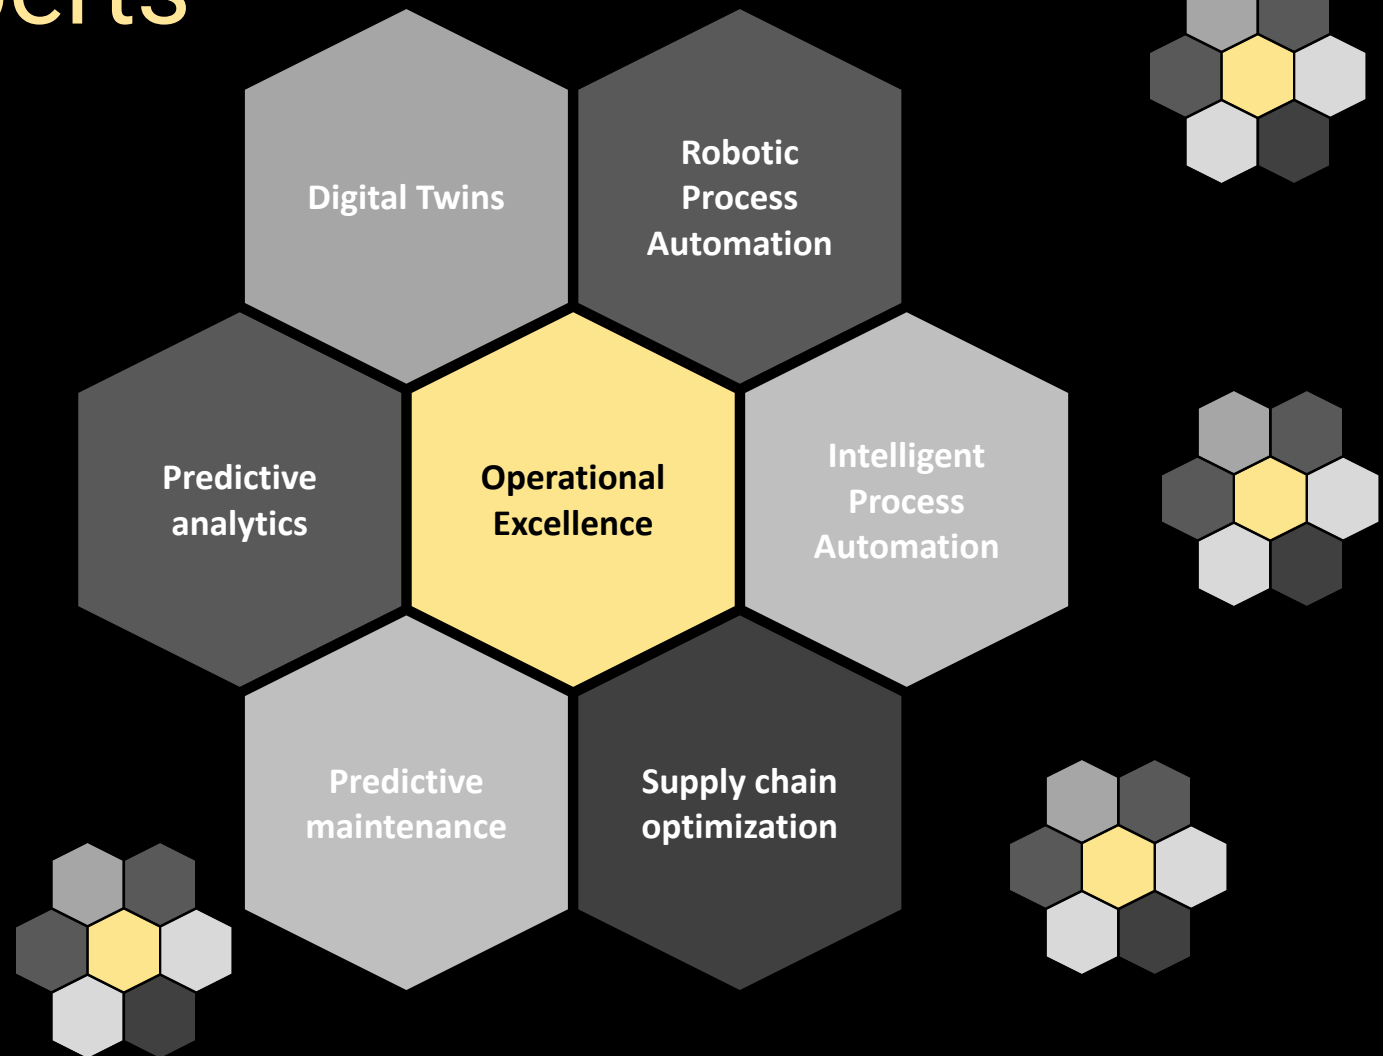 Digital Twins
Robotic
Process
Automation
Predictive
analytics
Operational
Excellence
Intelligent
Process
Automation
Predictive
maintenance
Supply chain
optimization